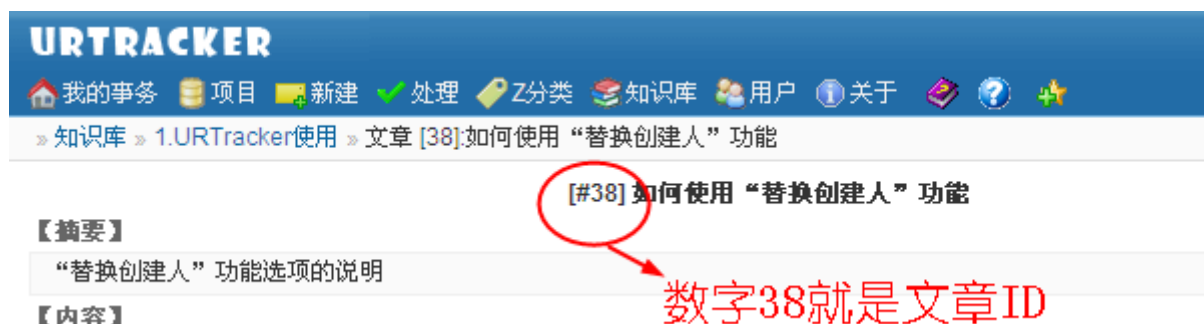 URTRACKER
我的事务 项目 新建 处理 Z分类 知识库 用户 关于
» 知识库 » 1.URTracker使用 » 文章 [38]:如何使用“替换创建人”功能
[#38] 如何使用“替换创建人”功能
【摘要】
“替换创建人”功能选项的说明
数字38就是文章ID
【内容】